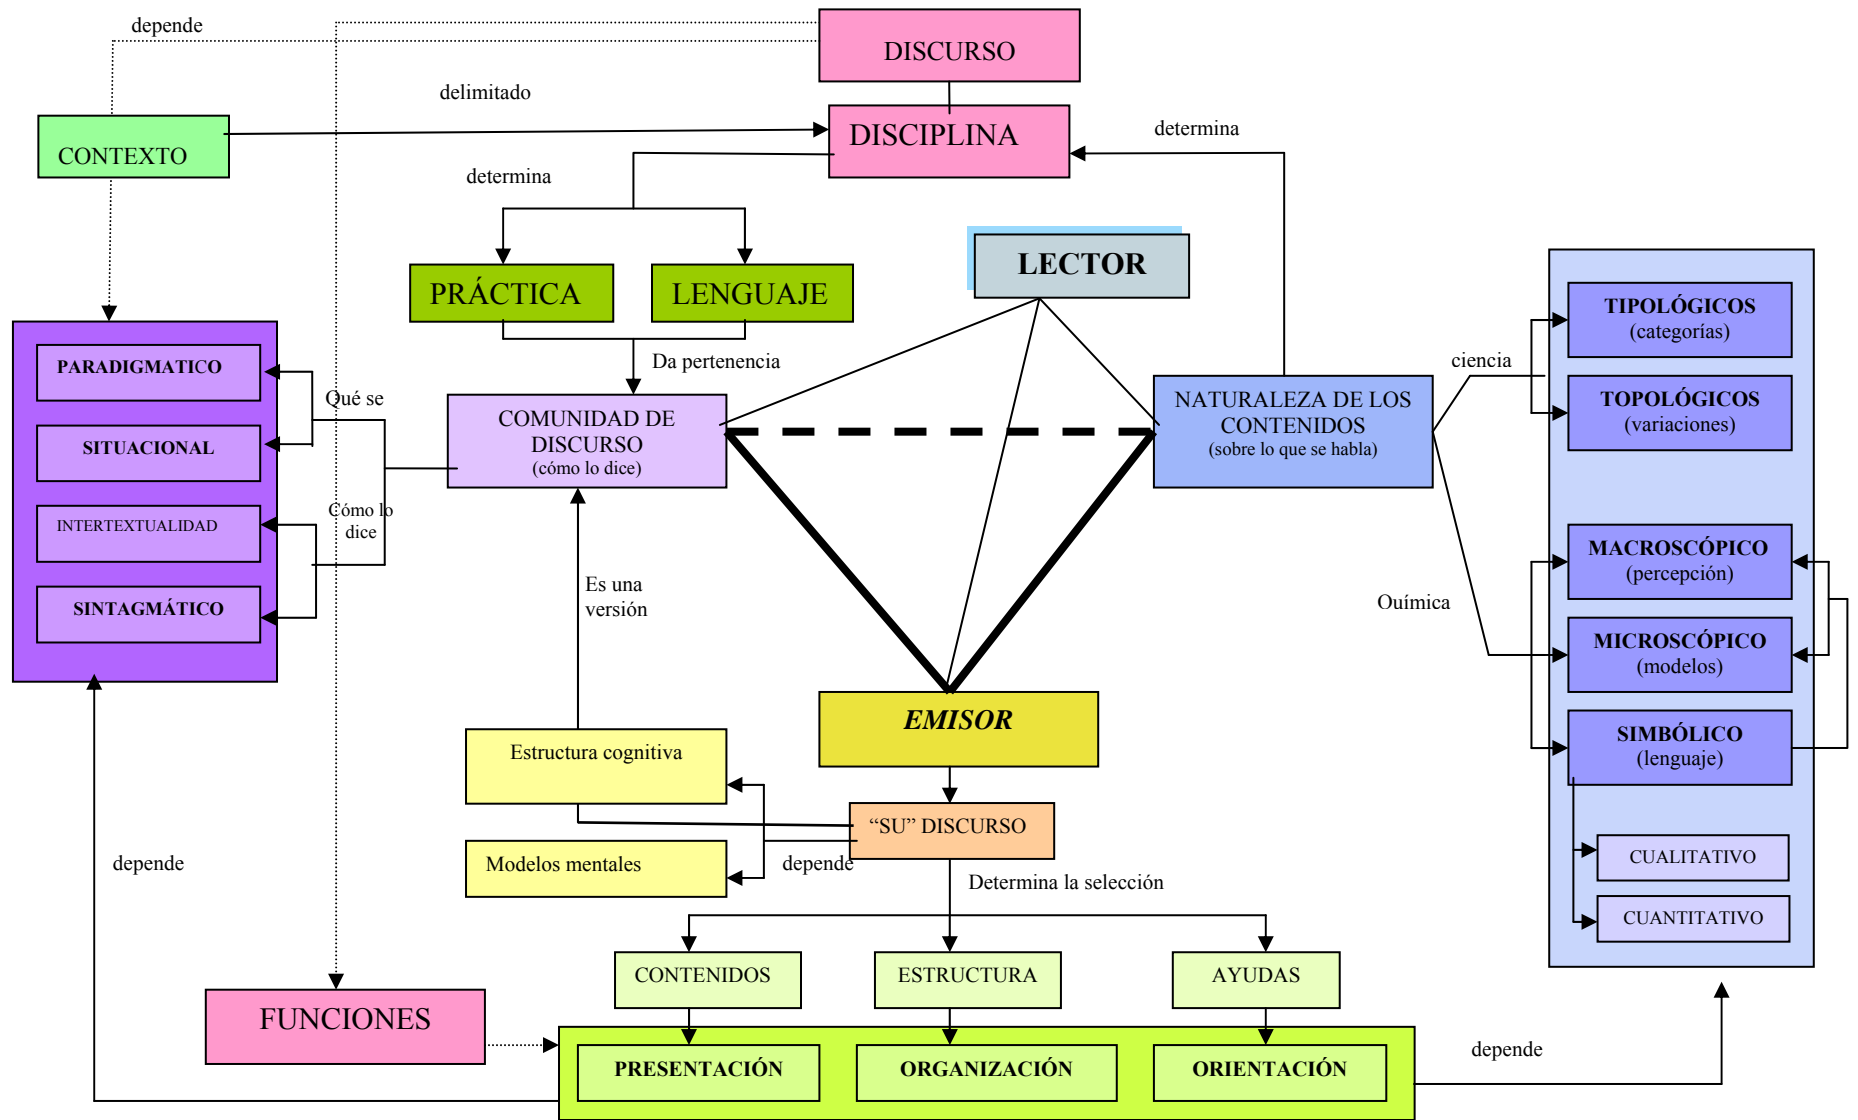 depende
DISCURSO
delimitado
CONTEXTO
DISCIPLINA
determina
determina
PRÁCTICA
LENGUAJE
LECTOR
Da pertenencia
PARADIGMATICO
SITUACIONAL
INTERTEXTUALIDAD
SINTAGMÁTICO
Qué se
Cómo lo
dice
COMUNIDAD DE
DISCURSO
(cómo lo dice)
NATURALEZA DE LOS
CONTENIDOS
(sobre lo que se habla)
ciencia
TIPOLÓGICOS
(categorías)
TOPOLÓGICOS
(variaciones)
Química
MACROSCÓPICO
(percepción)
MICROSCÓPICO
(modelos)
SIMBÓLICO
(lenguaje)
CUALITATIVO
CUANTITATIVO
Es una
versión
EMISOR
Estructura cognitiva
“SU” DISCURSO
Modelos mentales
depende
depende
Determina la selección
CONTENIDOS
ESTRUCTURA
AYUDAS
FUNCIONES
PRESENTACIÓN
ORGANIZACIÓN
ORIENTACIÓN
depende